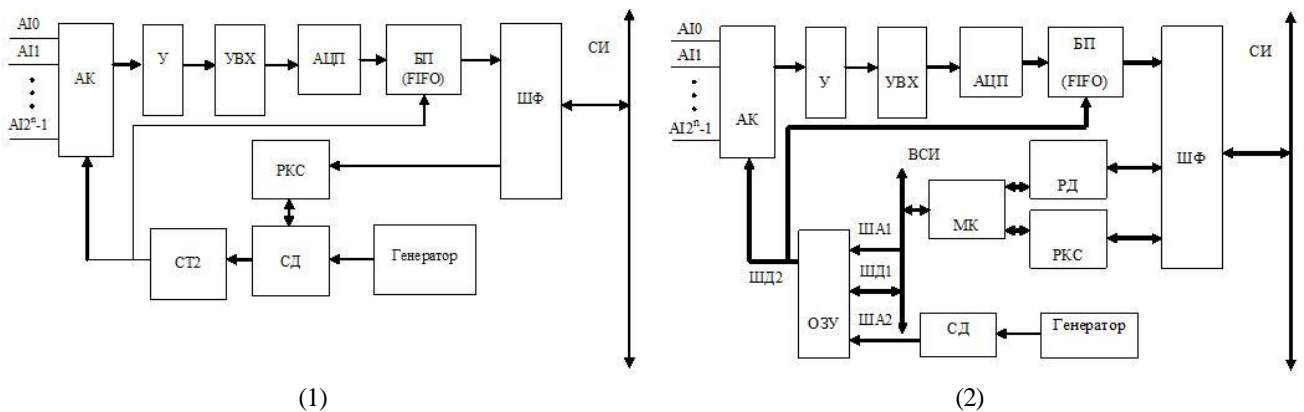 AI0
AI1
AI2ⁿ-1
АК
У
УВХ
АЦП
БП
(FIFO)
ШФ
СИ
РКС
СТ2
СД
Генератор
(1)
AI0
AI1
AI2ⁿ-1
АК
У
УВХ
АЦП
БП
(FIFO)
ШФ
СИ
ВСИ
МК
РД
РКС
ША1
ШД1
ША2
ШД2
ОЗУ
СД
Генератор
(2)